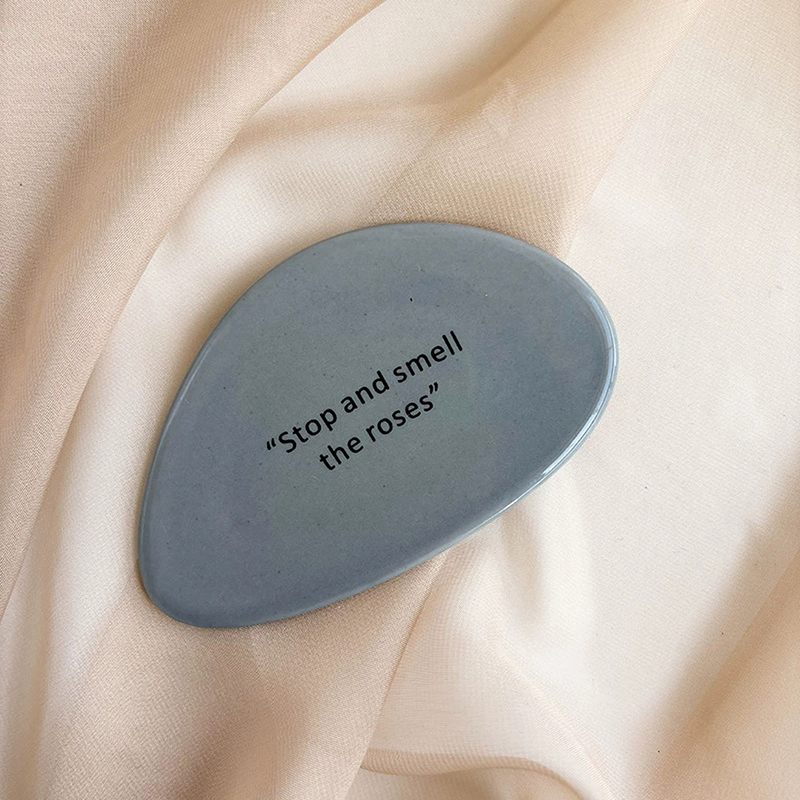 “Stop and smell
the roses”